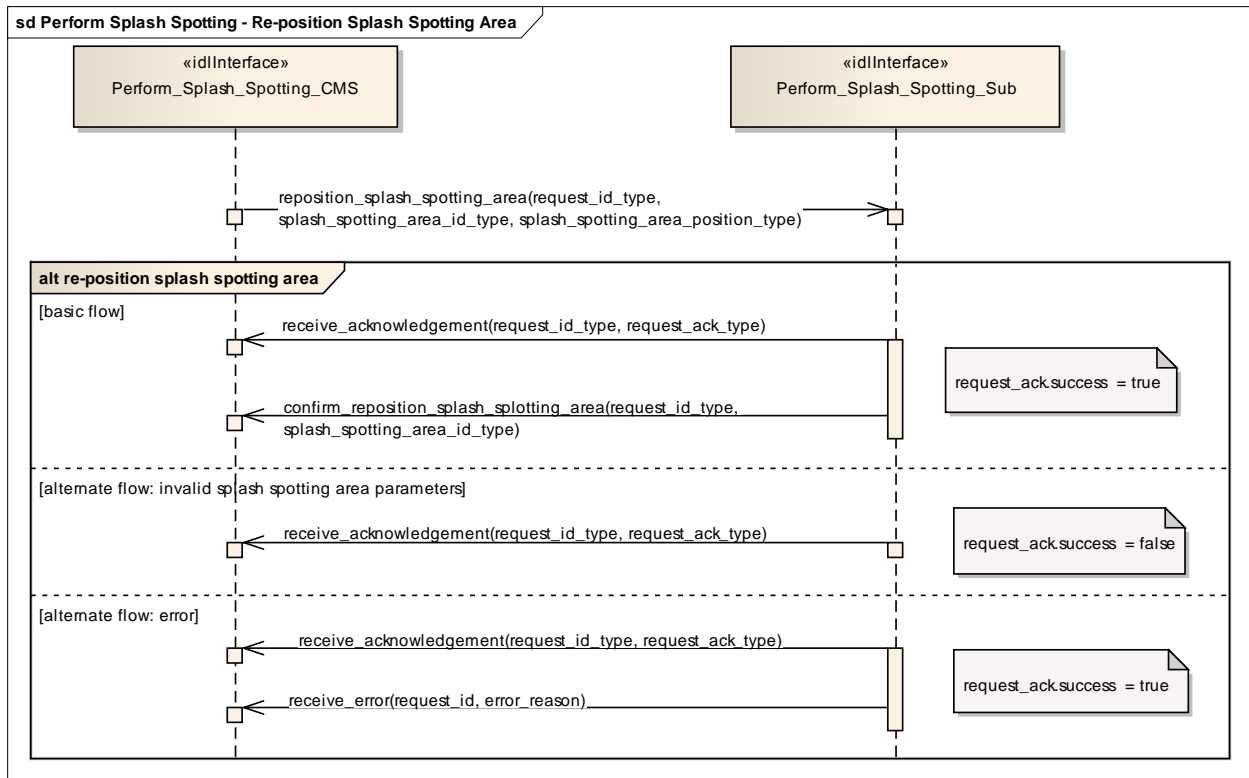 sd Perform Splash Spotting - Re-position Splash Spotting Area
«idlInterface»
Perform_Splash_Spotting_CMS
«idlInterface»
Perform_Splash_Spotting_Sub
reposition_splash_spotting_area(request_id_type,
splash_spotting_area_id_type, splash_spotting_area_position_type)
alt re-position splash spotting area
[basic flow]
receive_acknowledgement(request_id_type, request_ack_type)
request_ack.success = true
confirm_reposition_splash_splotting_area(request_id_type,
splash_spotting_area_id_type)
[alternate flow: invalid splash spotting area parameters]
receive_acknowledgement(request_id_type, request_ack_type)
request_ack.success = false
[alternate flow: error]
receive_acknowledgement(request_id_type, request_ack_type)
request_ack.success = true
receive_error(request_id, error_reason)